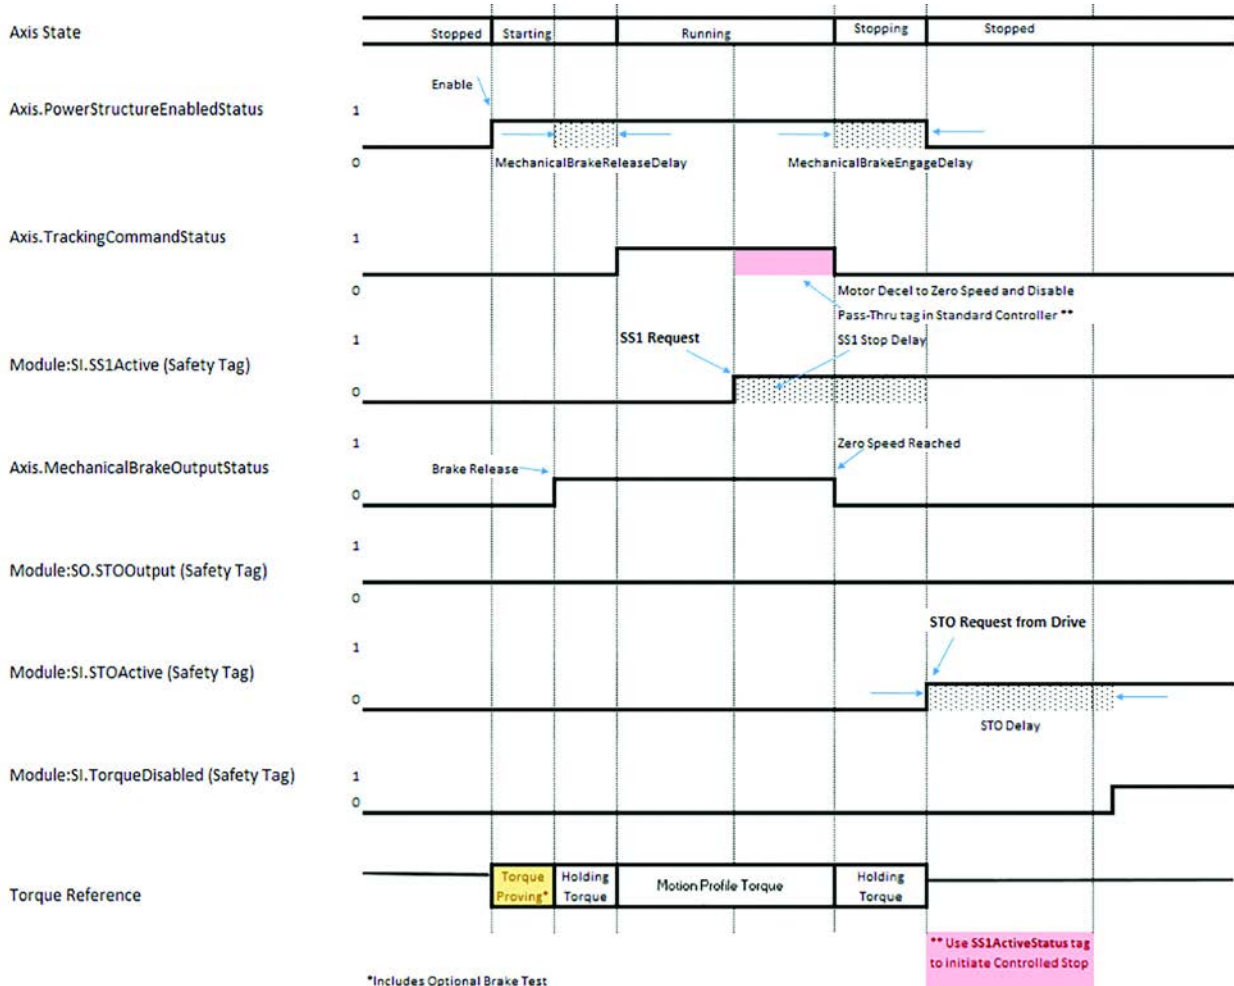 Axis State
Stopped
Starting
Running
Stopping
Stopped
Enable
Axis.PowerStructureEnabledStatus
1
0
MechanicalBrakeReleaseDelay
MechanicalBrakeEngageDelay
Axis.TrackingCommandStatus
1
0
Motor Decel to Zero Speed and Disable
Pass-Thru tag in Standard Controller **
SS1 Request
SS1 Stop Delay
Module:SI.SS1Active (Safety Tag)
1
0
Axis.MechanicalBrakeOutputStatus
1
0
Brake Release
Zero Speed Reached
Module:SO.STOOutput (Safety Tag)
1
0
STO Request from Drive
Module:SI.STOActive (Safety Tag)
1
0
STO Delay
Module:SI.TorqueDisabled (Safety Tag)
1
0
Torque Reference
Torque
Proving*
Holding
Torque
Motion Profile Torque
Holding
Torque
** Use SS1ActiveStatus tag
to initiate Controlled Stop
*Includes Optional Brake Test